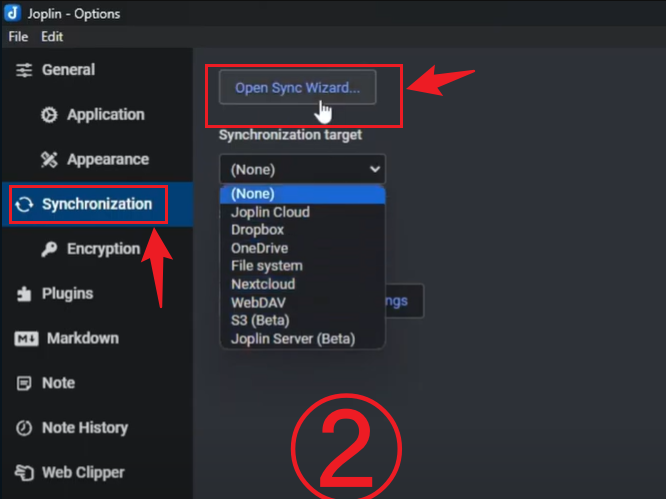 Joplin - Options
File Edit
General
Application
Appearance
Synchronization
Encryption
Plugins
Markdown
Note
Note History
Web Clipper
Open Sync Wizard...
Synchronization target
(None)
(None)
Joplin Cloud
Dropbox
OneDrive
File system
Nextcloud
WebDAV
S3 (Beta)
Joplin Server (Beta)
ngs
2